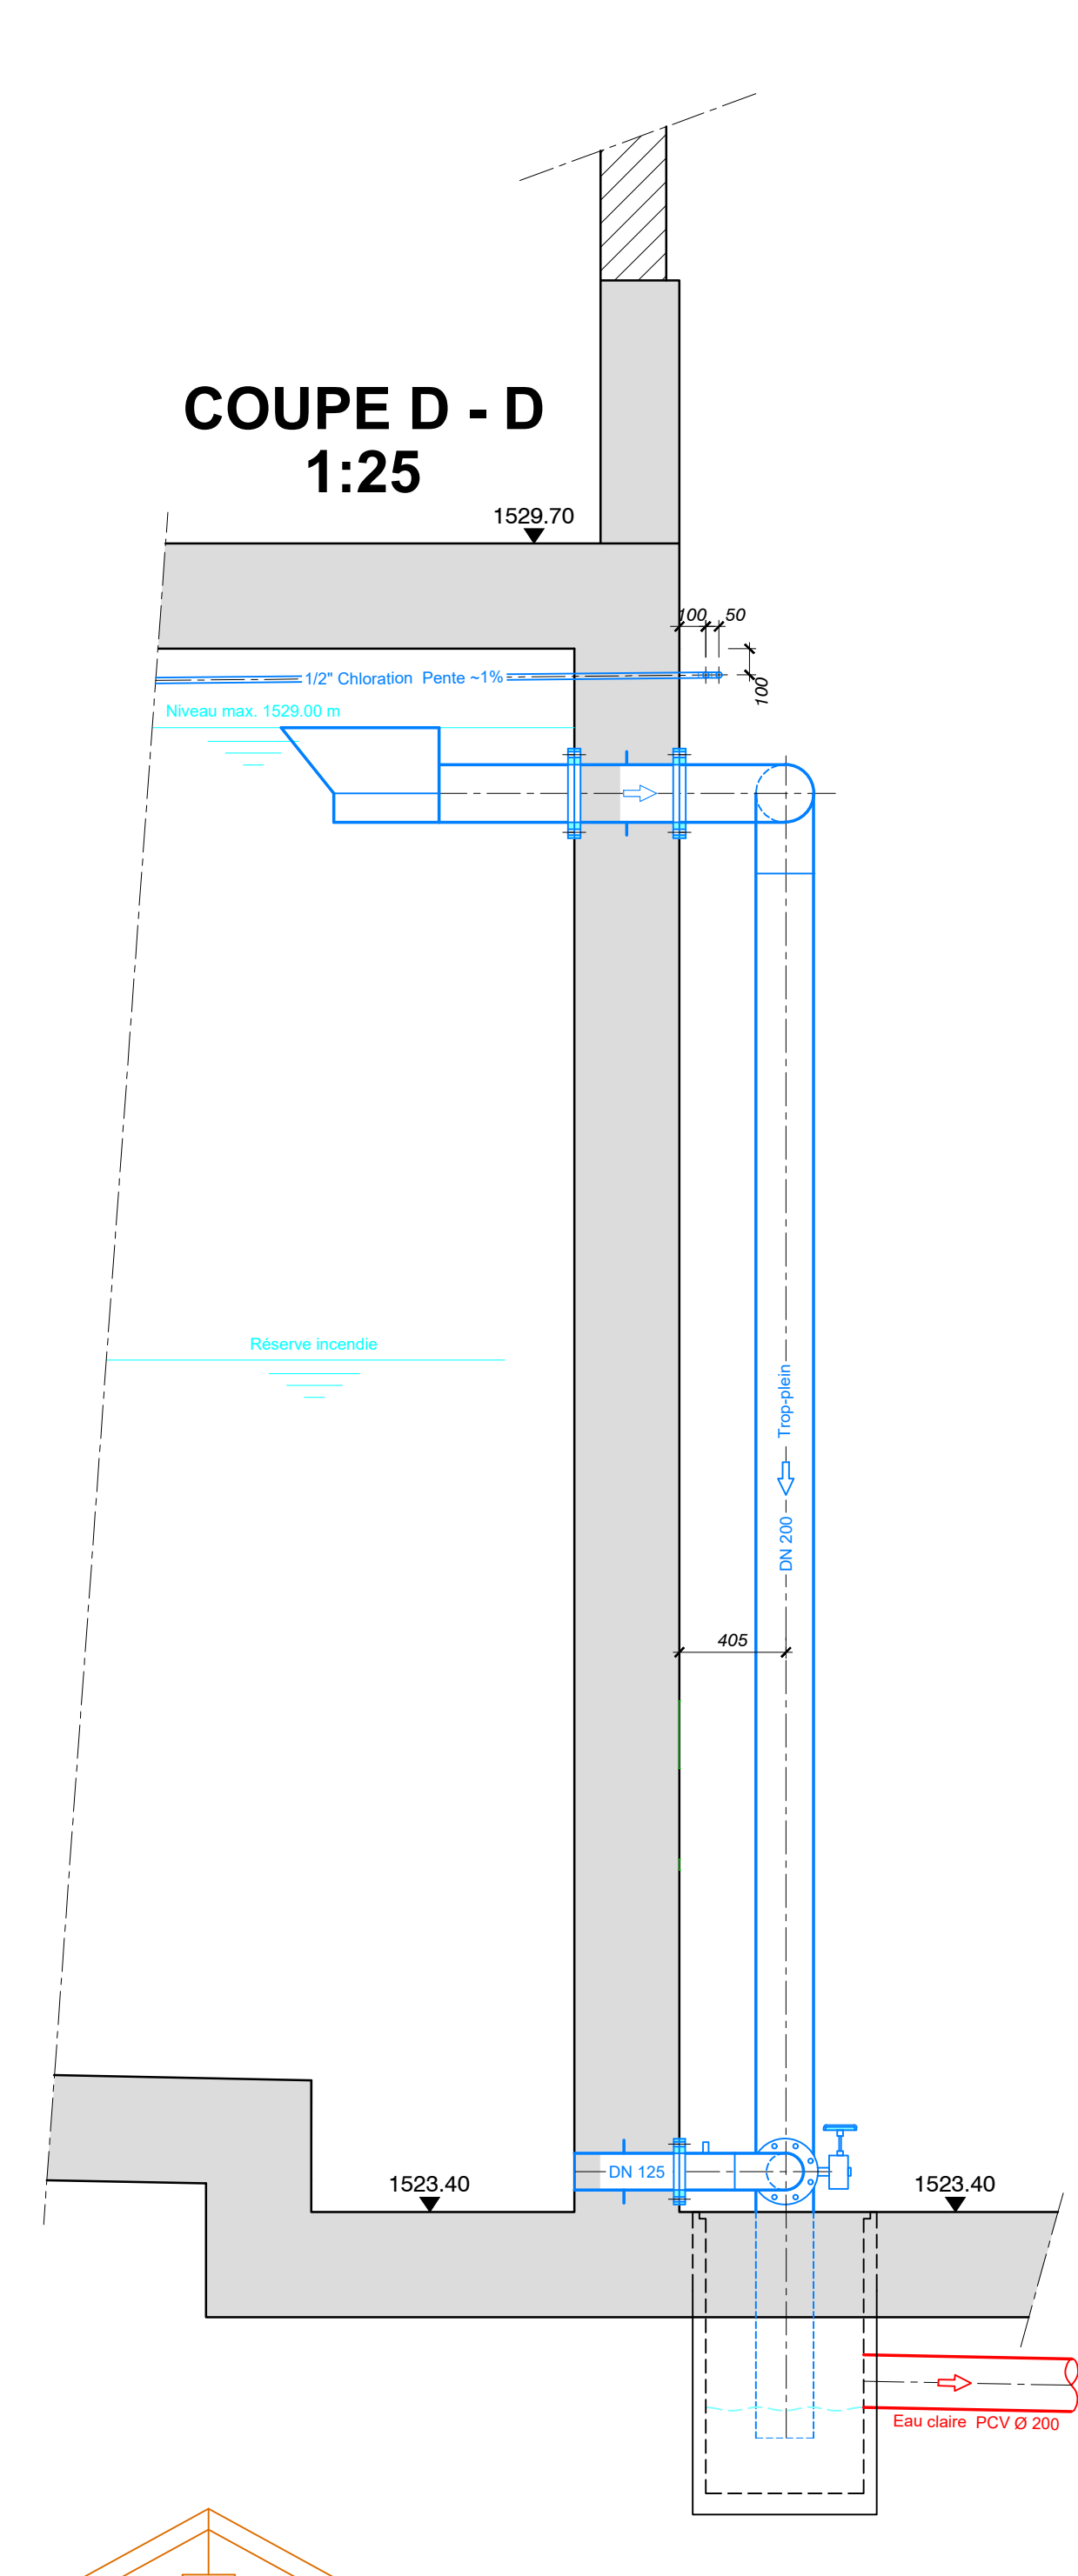 COUPE D - D
1:25
1529.70
100 50
100
1/2" Chloration Pente ~1%
Niveau max. 1529.00 m
Réserve incendie
Trop-plein
DN 200
405
DN 125
1523.40
1523.40
Eau claire PCV Ø 200